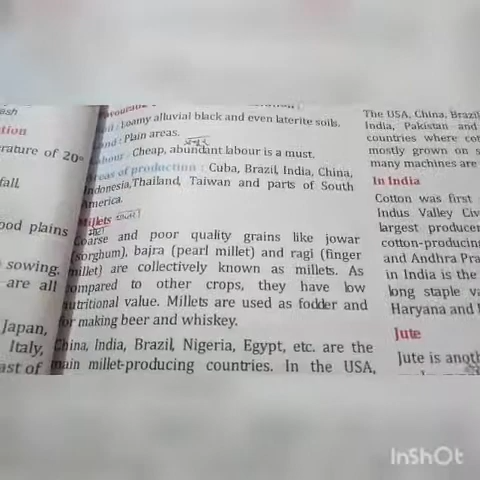 ash
tion
rature of 20°
fall,
ood plains
sowing.
are all
Japan,
Italy,
ast of
Loamy alluvial black and even laterite soils.
Plain areas.
abour : Cheap, abundant labour is a must.
Areas of production : Cuba, Brazil, India, China,
Indonesia,Thailand, Taiwan and parts of South
America.
Millets
Coarse and poor quality grains like jowar
(sorghum), bajra (pearl millet) and ragi (finger
millet) are collectively known as millets. As
compared to other crops, they have low
nutritional value. Millets are used as fodder and
for making beer and whiskey.
China, India, Brazil, Nigeria, Egypt, etc. are the
main millet-producing countries. In the USA,
The USA, China, Brazil
India, Pakistan and
countries where cot
mostly grown on s
many machines are
In India
Cotton was first
Indus Valley Civ
largest producer
cotton-producin
and Andhra Pra
in India is the
long staple va
Haryana and
Jute
Jute is anoth
InShOt